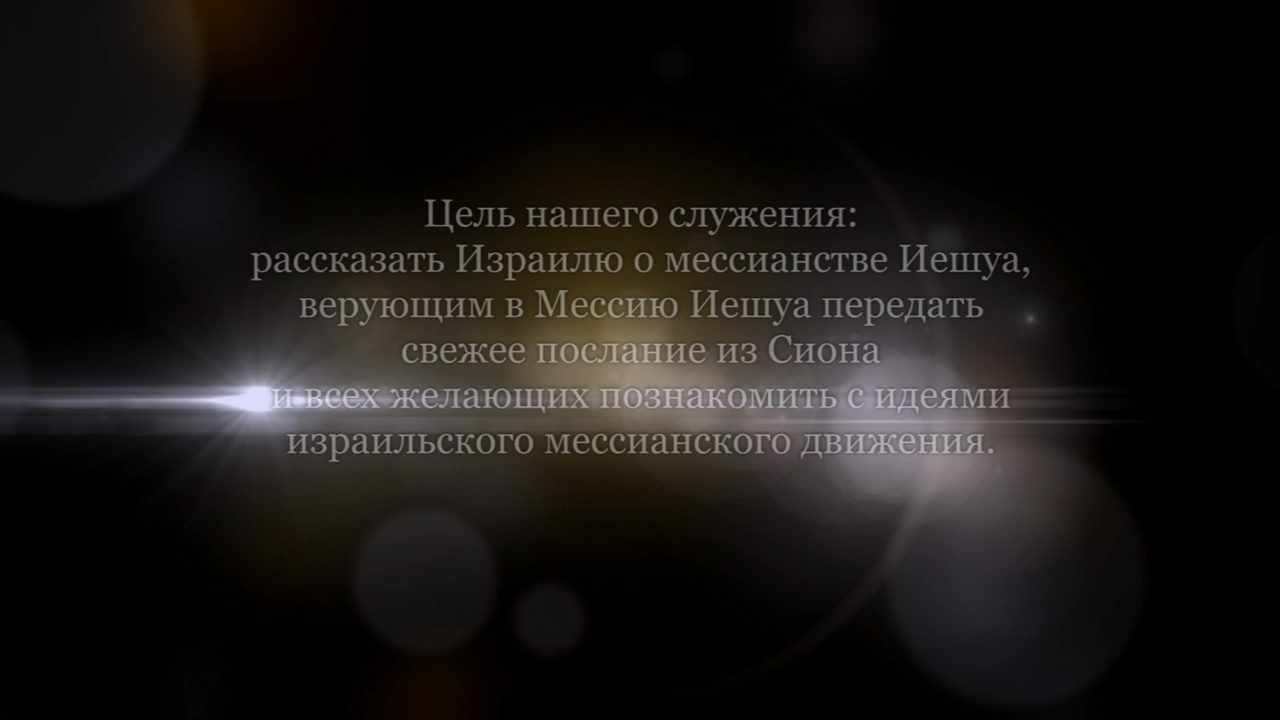 Цель нашего служения:
рассказать Израилю о мессианстве Иешуа,
верующим в Мессию Иешуа передать
свежее послание из Сиона
и всех желающих познакомить с идеями
израильского мессианского движения.